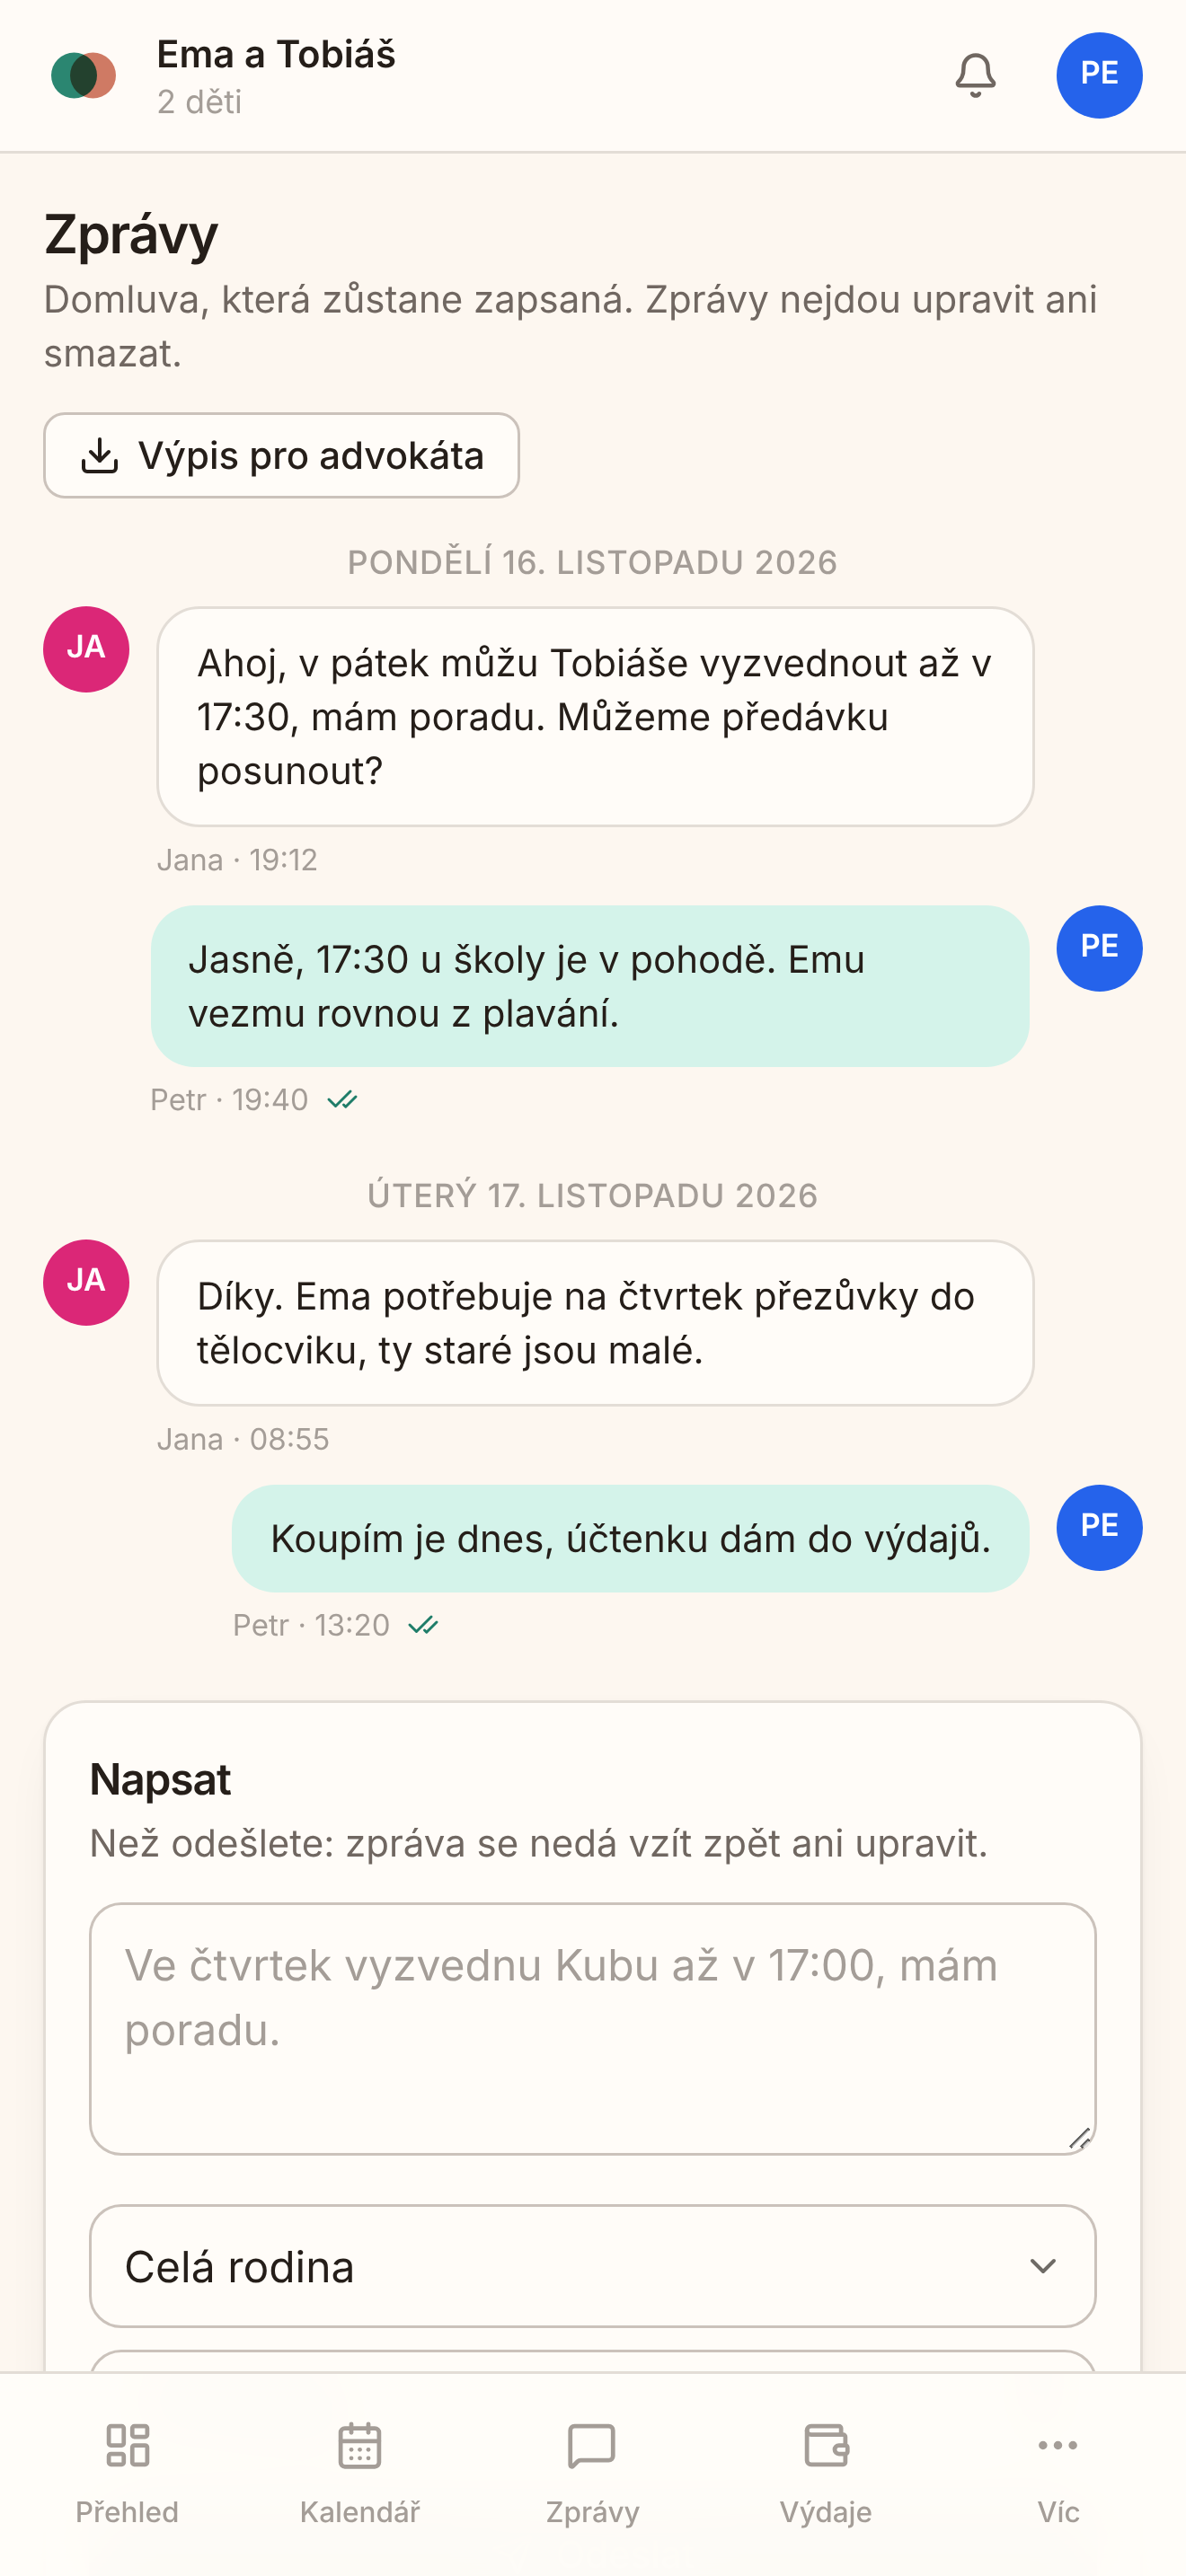 Ema a Tobiáš
2 děti
PE
Zprávy
Domluva, která zůstane zapsaná. Zprávy nejdou upravit ani
smazat.
Výpis pro advokáta
PONDĚLÍ 16. LISTOPADU 2026
JA
Ahoj, v pátek můžu Tobiáše vyzvednout až v
17:30, mám poradu. Můžeme předávku
posunout?
Jana · 19:12
Jasně, 17:30 u školy je v pohodě. Emu
vezmu rovnou z plavání.
PE
Petr · 19:40
ÚTERÝ 17. LISTOPADU 2026
JA
Díky. Ema potřebuje na čtvrtek přezůvky do
tělocviku, ty staré jsou malé.
Jana · 08:55
Koupím je dnes, účtenku dám do výdajů.
PE
Petr · 13:20
Napsat
Než odešlete: zpráva se nedá vzít zpět ani upravit.
Ve čtvrtek vyzvednu Kubu až v 17:00, mám
poradu.
Celá rodina
Přehled
Kalendář
Zprávy
Výdaje
Víc